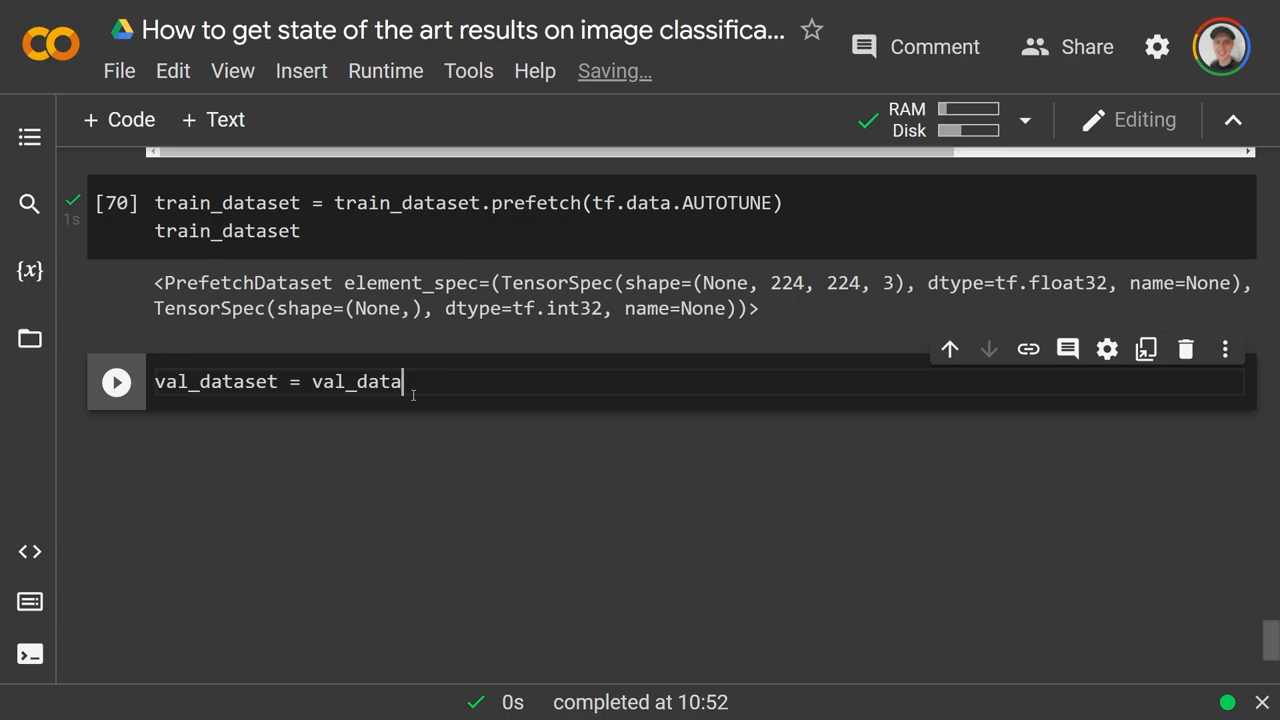 How to get state of the art results on image classifica...
Comment
Share
File Edit View Insert Runtime Tools Help Saving...
+ Code + Text
RAM
Disk
Editing
[70] train_dataset = train_dataset.prefetch(tf.data.AUTOTUNE)
1s
train_dataset
<PrefetchDataset element_spec=(TensorSpec(shape=(None, 224, 224, 3), dtype=tf.float32, name=None),
TensorSpec(shape=(None,), dtype=tf.int32, name=None))>
val_dataset = val_data
{x}
0s completed at 10:52